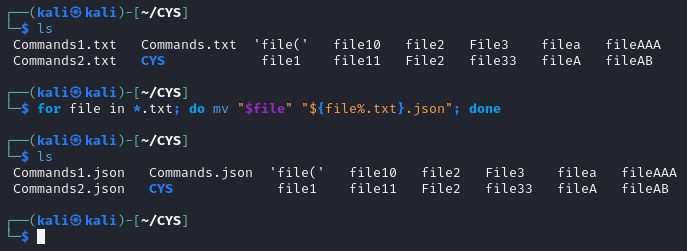 ┌──(kali㉿kali)-[~/CYS]
└─$ ls
Commands1.txt   Commands.txt  'file('   file10   file2   File3    filea   fileAAA
Commands2.txt   CYS            file1    file11   File2   file33   fileA   fileAB
┌──(kali㉿kali)-[~/CYS]
└─$ for file in *.txt; do mv "$file" "${file%.txt}.json"; done
┌──(kali㉿kali)-[~/CYS]
└─$ ls
Commands1.json   Commands.json  'file('   file10   file2   File3    filea   fileAAA
Commands2.json   CYS             file1    file11   File2   file33   fileA   fileAB
┌──(kali㉿kali)-[~/CYS]
└─$